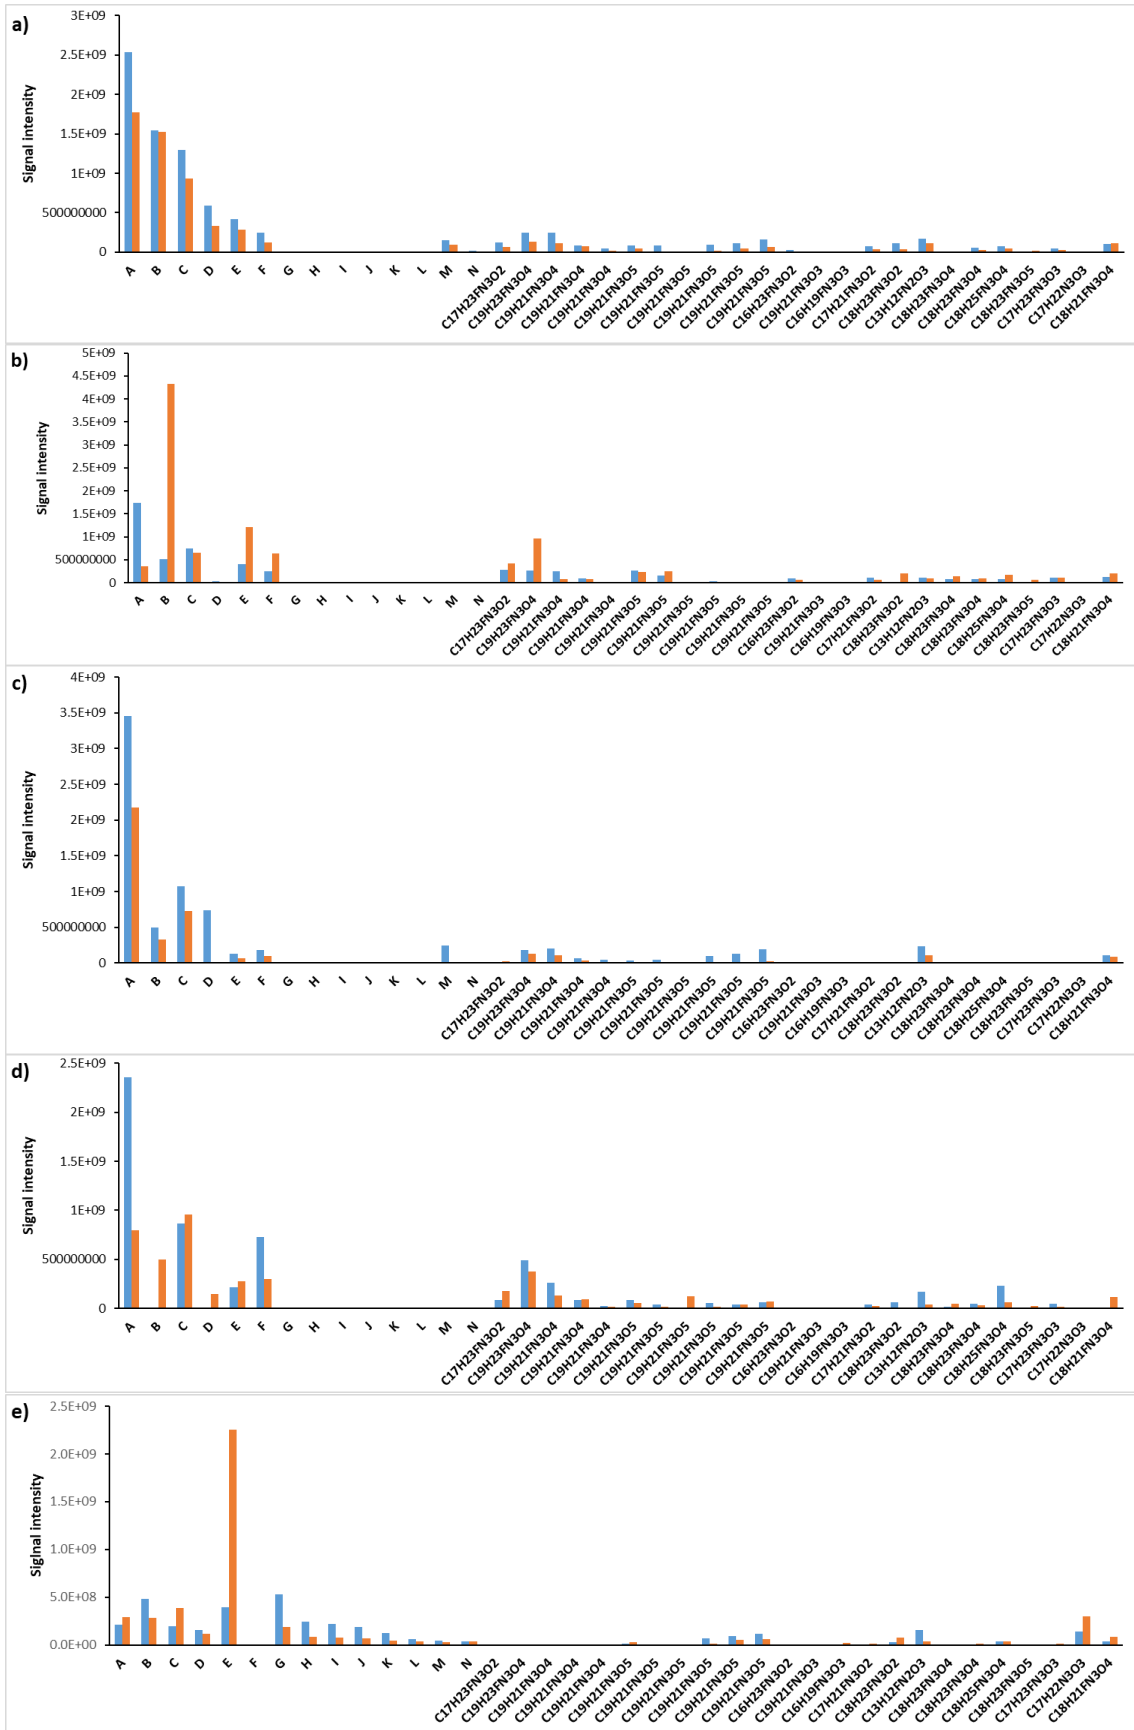 a)
Signal intensity
3E+09
2.5E+09
2E+09
1.5E+09
1E+09
500000000
0
A B C D E F G H I J K L M N C17H23FN3O2 C19H23FN3O4 C19H21FN3O4 C19H21FN3O4 C19H21FN3O4 C19H21FN3O5 C19H21FN3O5 C19H21FN3O5 C19H21FN3O5 C19H21FN3O5 C19H21FN3O5 C16H23FN3O2 C19H21FN3O3 C16H19FN3O3 C17H21FN3O2 C18H23FN3O2 C13H12FN2O3 C18H23FN3O4 C18H23FN3O4 C18H25FN3O4 C18H23FN3O5 C17H23FN3O3 C17H22N3O3 C18H21FN3O4
b)
Signal intensity
5E+09
4.5E+09
4E+09
3.5E+09
3E+09
2.5E+09
2E+09
1.5E+09
1E+09
500000000
0
A B C D E F G H I J K L M N C17H23FN3O2 C19H23FN3O4 C19H21FN3O4 C19H21FN3O4 C19H21FN3O4 C19H21FN3O5 C19H21FN3O5 C19H21FN3O5 C19H21FN3O5 C19H21FN3O5 C19H21FN3O5 C16H23FN3O2 C19H21FN3O3 C16H19FN3O3 C17H21FN3O2 C18H23FN3O2 C13H12FN2O3 C18H23FN3O4 C18H23FN3O4 C18H25FN3O4 C18H23FN3O5 C17H23FN3O3 C17H22N3O3 C18H21FN3O4
c)
Signal intensity
4E+09
3.5E+09
3E+09
2.5E+09
2E+09
1.5E+09
1E+09
500000000
0
A B C D E F G H I J K L M N C17H23FN3O2 C19H23FN3O4 C19H21FN3O4 C19H21FN3O4 C19H21FN3O4 C19H21FN3O5 C19H21FN3O5 C19H21FN3O5 C19H21FN3O5 C19H21FN3O5 C19H21FN3O5 C16H23FN3O2 C19H21FN3O3 C16H19FN3O3 C17H21FN3O2 C18H23FN3O2 C13H12FN2O3 C18H23FN3O4 C18H23FN3O4 C18H25FN3O4 C18H23FN3O5 C17H23FN3O3 C17H22N3O3 C18H21FN3O4
d)
Signal intensity
2.5E+09
2E+09
1.5E+09
1E+09
500000000
0
A B C D E F G H I J K L M N C17H23FN3O2 C19H23FN3O4 C19H21FN3O4 C19H21FN3O4 C19H21FN3O4 C19H21FN3O5 C19H21FN3O5 C19H21FN3O5 C19H21FN3O5 C19H21FN3O5 C19H21FN3O5 C16H23FN3O2 C19H21FN3O3 C16H19FN3O3 C17H21FN3O2 C18H23FN3O2 C13H12FN2O3 C18H23FN3O4 C18H23FN3O4 C18H25FN3O4 C18H23FN3O5 C17H23FN3O3 C17H22N3O3 C18H21FN3O4
e)
Siglnal intensity
2.5E+09
2.0E+09
1.5E+09
1.0E+09
5.0E+08
0.0E+00
A B C D E F G H I J K L M N C17H23FN3O2 C19H23FN3O4 C19H21FN3O4 C19H21FN3O4 C19H21FN3O4 C19H21FN3O5 C19H21FN3O5 C19H21FN3O5 C19H21FN3O5 C19H21FN3O5 C19H21FN3O5 C16H23FN3O2 C19H21FN3O3 C16H19FN3O3 C17H21FN3O2 C18H23FN3O2 C13H12FN2O3 C18H23FN3O4 C18H23FN3O4 C18H25FN3O4 C18H23FN3O5 C17H23FN3O3 C17H22N3O3 C18H21FN3O4